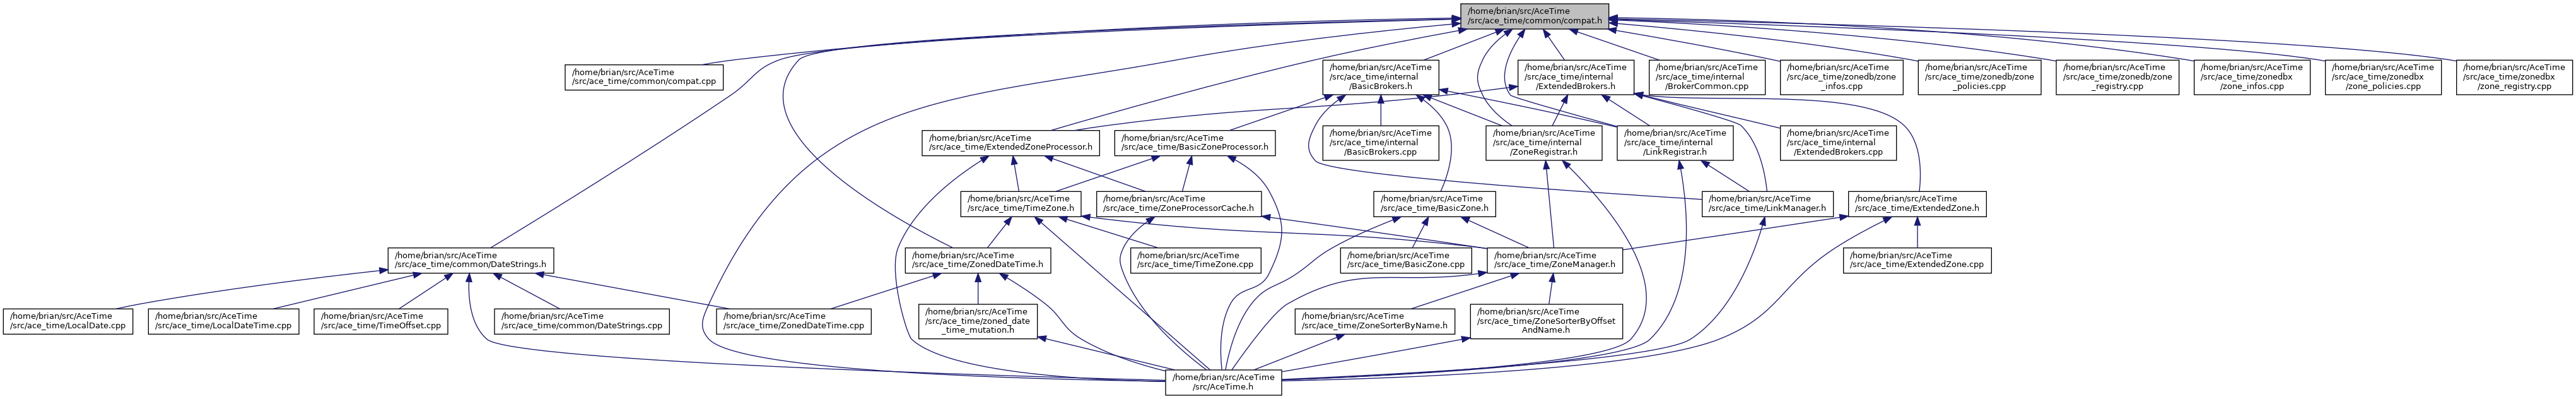 /home/brian/src/AceTime
/src/ace_time/common/compat.h
/home/brian/src/AceTime
/src/ace_time/common/compat.cpp
/home/brian/src/AceTime
/src/ace_time/internal
/BasicBrokers.h
/home/brian/src/AceTime
/src/ace_time/internal
/ExtendedBrokers.h
/home/brian/src/AceTime
/src/ace_time/internal
/BrokerCommon.cpp
/home/brian/src/AceTime
/src/ace_time/zonedb/zone
_infos.cpp
/home/brian/src/AceTime
/src/ace_time/zonedb/zone
_policies.cpp
/home/brian/src/AceTime
/src/ace_time/zonedb/zone
_registry.cpp
/home/brian/src/AceTime
/src/ace_time/zonedbx
/zone_infos.cpp
/home/brian/src/AceTime
/src/ace_time/zonedbx
/zone_policies.cpp
/home/brian/src/AceTime
/src/ace_time/zonedbx
/zone_registry.cpp
/home/brian/src/AceTime
/src/ace_time/ExtendedZoneProcessor.h
/home/brian/src/AceTime
/src/ace_time/BasicZoneProcessor.h
/home/brian/src/AceTime
/src/ace_time/internal
/BasicBrokers.cpp
/home/brian/src/AceTime
/src/ace_time/internal
/ZoneRegistrar.h
/home/brian/src/AceTime
/src/ace_time/internal
/LinkRegistrar.h
/home/brian/src/AceTime
/src/ace_time/internal
/ExtendedBrokers.cpp
/home/brian/src/AceTime
/src/ace_time/TimeZone.h
/home/brian/src/AceTime
/src/ace_time/ZoneProcessorCache.h
/home/brian/src/AceTime
/src/ace_time/BasicZone.h
/home/brian/src/AceTime
/src/ace_time/LinkManager.h
/home/brian/src/AceTime
/src/ace_time/ExtendedZone.h
/home/brian/src/AceTime
/src/ace_time/common/DateStrings.h
/home/brian/src/AceTime
/src/ace_time/ZonedDateTime.h
/home/brian/src/AceTime
/src/ace_time/TimeZone.cpp
/home/brian/src/AceTime
/src/ace_time/BasicZone.cpp
/home/brian/src/AceTime
/src/ace_time/ZoneManager.h
/home/brian/src/AceTime
/src/ace_time/ExtendedZone.cpp
/home/brian/src/AceTime
/src/ace_time/LocalDate.cpp
/home/brian/src/AceTime
/src/ace_time/LocalDateTime.cpp
/home/brian/src/AceTime
/src/ace_time/TimeOffset.cpp
/home/brian/src/AceTime
/src/ace_time/common/DateStrings.cpp
/home/brian/src/AceTime
/src/ace_time/ZonedDateTime.cpp
/home/brian/src/AceTime
/src/ace_time/zoned_date
_time_mutation.h
/home/brian/src/AceTime
/src/ace_time/ZoneSorterByName.h
/home/brian/src/AceTime
/src/ace_time/ZoneSorterByOffset
AndName.h
/home/brian/src/AceTime
/src/AceTime.h